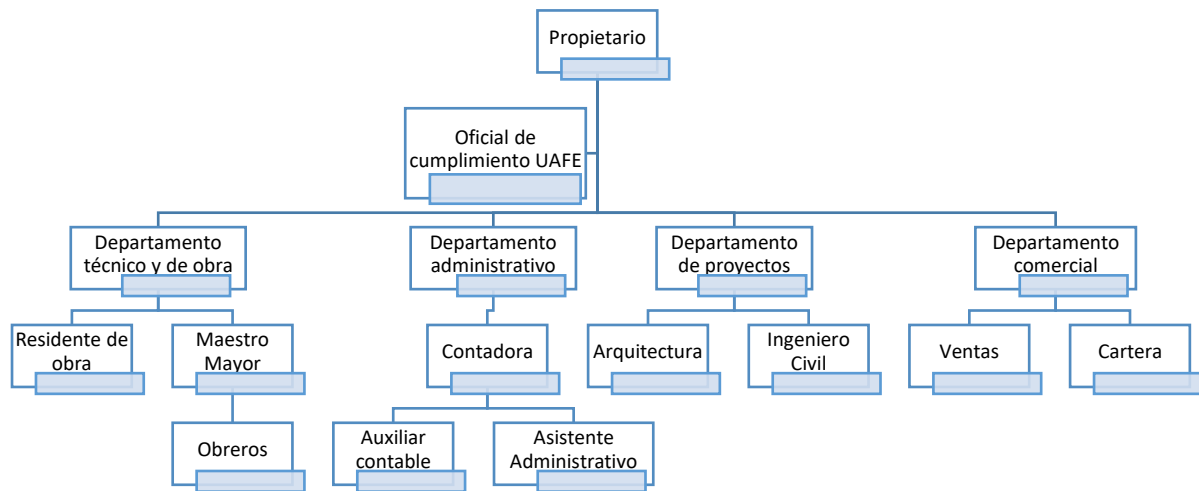 Propietario
Oficial de
cumplimiento UAFE
Departamento
técnico y de obra
Departamento
administrativo
Departamento
de proyectos
Departamento
comercial
Residente de
obra
Maestro
Mayor
Contadora
Arquitectura
Ingeniero
Civil
Ventas
Cartera
Obreros
Auxiliar
contable
Asistente
Administrativo